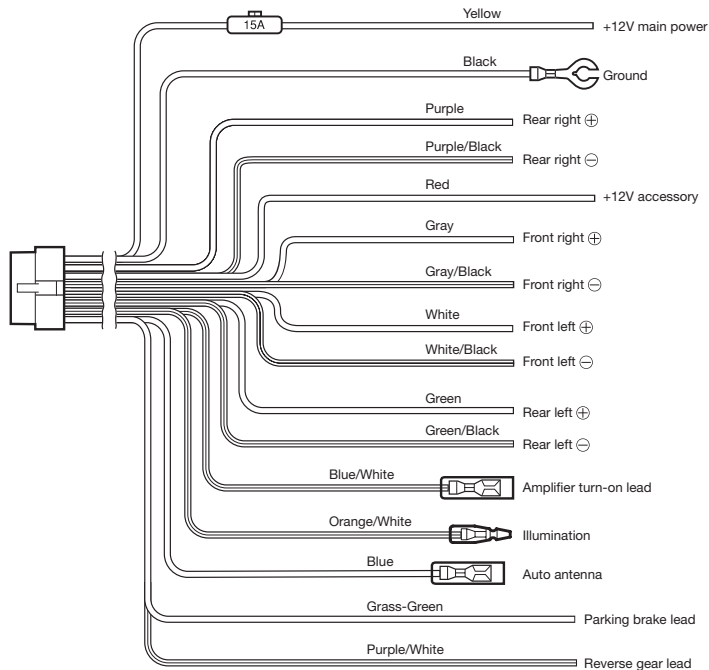 Yellow
15A
+12V main power
Black
Ground
Purple
Rear right ⊕
Purple/Black
Rear right ⊖
Red
+12V accessory
Gray
Front right ⊕
Gray/Black
Front right ⊖
White
Front left ⊕
White/Black
Front left ⊖
Green
Rear left ⊕
Green/Black
Rear left ⊖
Blue/White
Amplifier turn-on lead
Orange/White
Illumination
Blue
Auto antenna
Grass-Green
Parking brake lead
Purple/White
Reverse gear lead